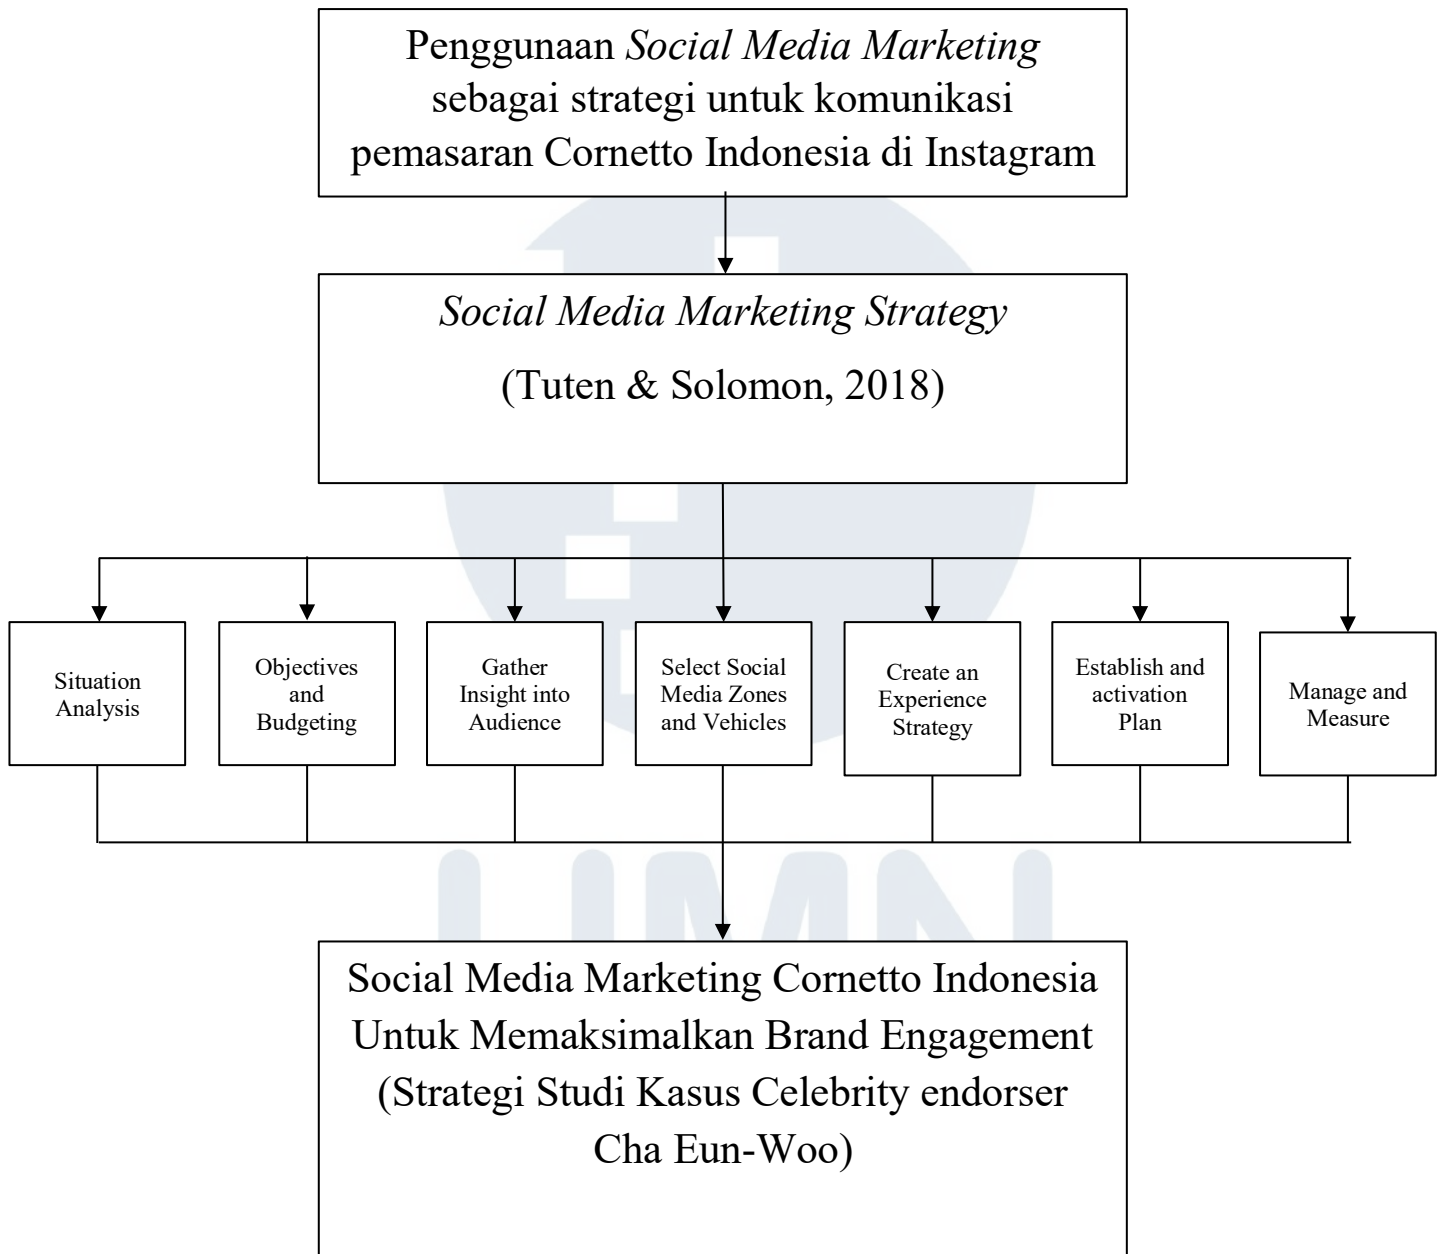 Penggunaan Social Media Marketing
sebagai strategi untuk komunikasi
pemasaran Cornetto Indonesia di Instagram
Social Media Marketing Strategy
(Tuten & Solomon, 2018)
Situation
Analysis
Objectives
and
Budgeting
Gather
Insight into
Audience
Select Social
Media Zones
and Vehicles
Create an
Experience
Strategy
Establish and
activation
Plan
Manage and
Measure
UMN
Social Media Marketing Cornetto Indonesia
Untuk Memaksimalkan Brand Engagement
(Strategi Studi Kasus Celebrity endorser
Cha Eun-Woo)